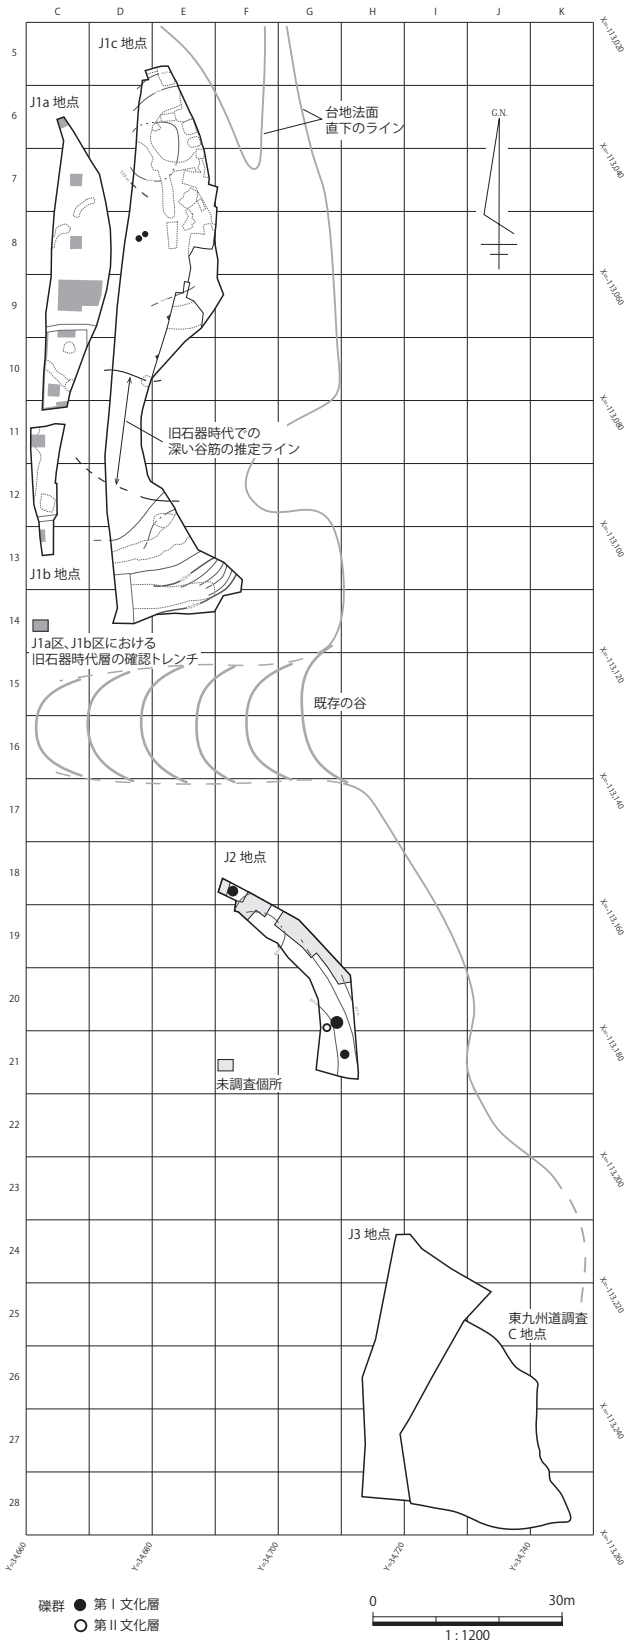 C D E F G H I J K
X=-113,020
5
J1c 地点
J1a 地点
6
台地法面
直下のライン
G.N.
X=-113,040
7
8
X=-113,060
9
10
X=-113,080
11
旧石器時代での
深い谷筋の推定ライン
12
X=-113,100
13
J1b 地点
14
J1a区、J1b区における
旧石器時代層の確認トレンチ
X=-113,120
15
既存の谷
16
X=-113,140
17
J2 地点
18
X=-113,160
19
20
X=-113,180
21
未調査個所
22
X=-113,200
23
J3 地点
24
X=-113,220
25
東九州道調査
C 地点
26
X=-113,240
27
28
X=-113,260
Y=34,660 Y=34,680 Y=34,700 Y=34,720 Y=34,740
礫群 ● 第Ⅰ文化層
○ 第Ⅱ文化層
0 30m
1 : 1200